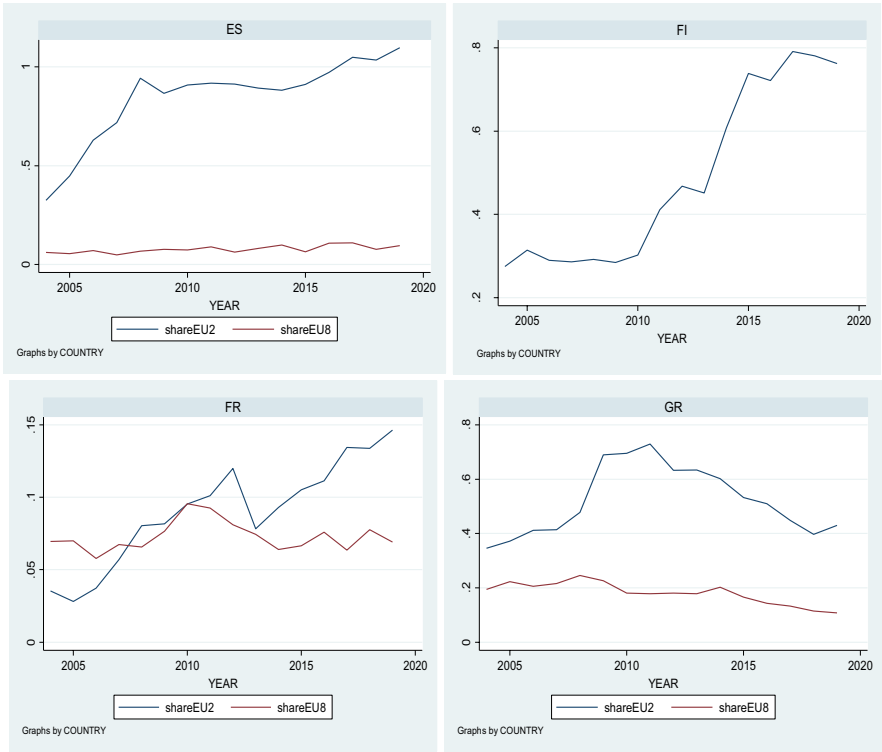 ES
0 .5 1
2005 2010 2015 2020
YEAR
shareEU2 shareEU8
Graphs by COUNTRY
FI
.2 .4 .6 .8
2005 2010 2015 2020
YEAR
Graphs by COUNTRY
FR
0 .05 .1 .15
2005 2010 2015 2020
YEAR
shareEU2 shareEU8
Graphs by COUNTRY
GR
0 .2 .4 .6 .8
2005 2010 2015 2020
YEAR
shareEU2 shareEU8
Graphs by COUNTRY